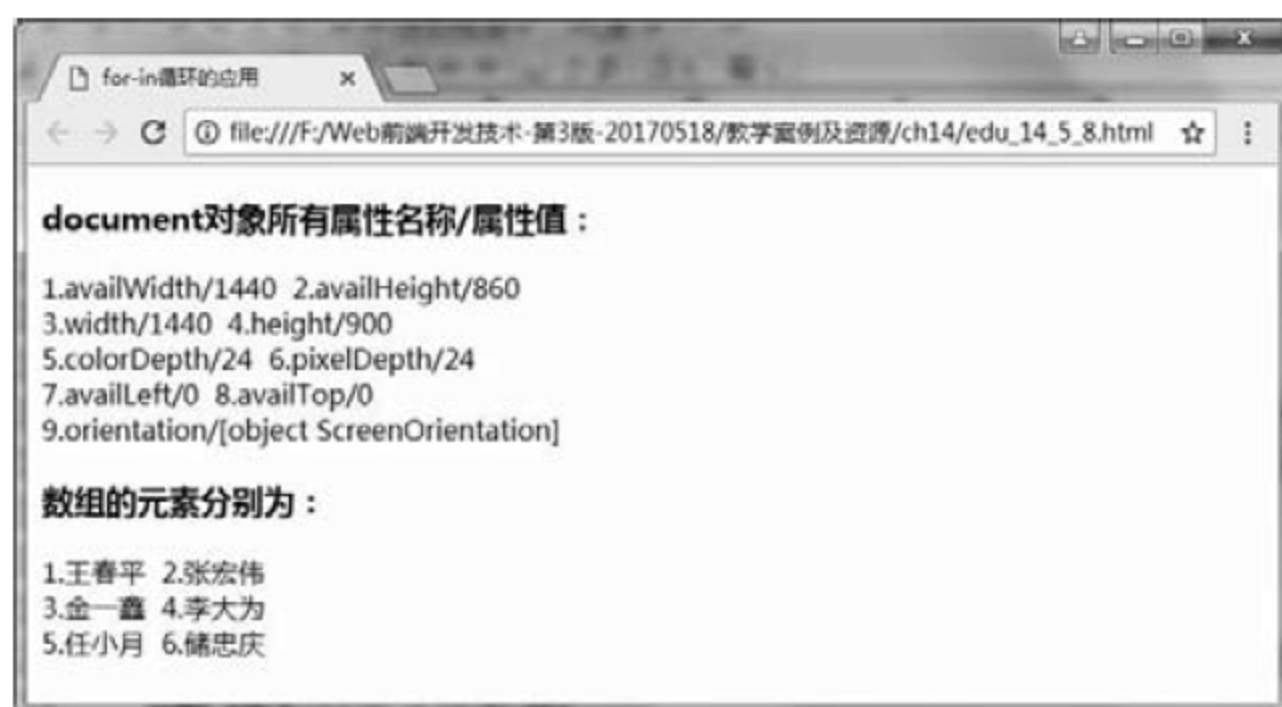 for-in循环的应用
file:///F:/Web前端开发技术-第3版-20170518/教学案例及资源/ch14/edu_14_5_8.html
document对象所有属性名称/属性值：
1.availWidth/1440 2.availHeight/860
3.width/1440 4.height/900
5.colorDepth/24 6.pixelDepth/24
7.availLeft/0 8.availTop/0
9.orientation/[object ScreenOrientation]
数组的元素分别为：
1.王春平 2.张宏伟
3.金一鑫 4.李大为
5.任小月 6.储忠庆